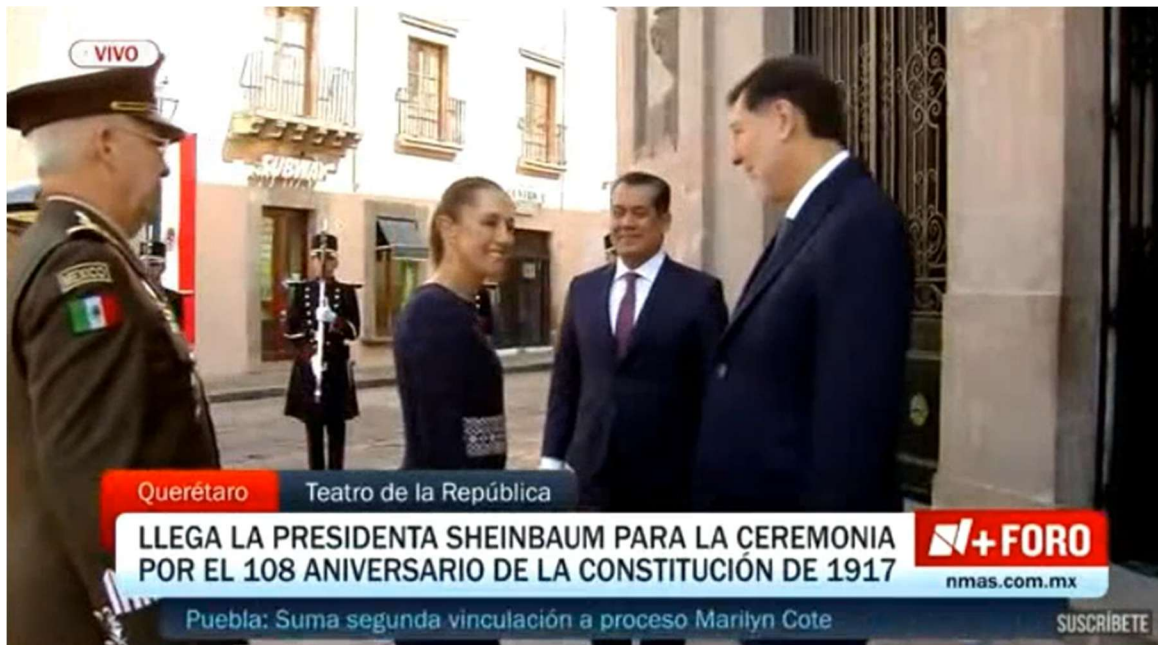 VIVO
SUBWAY
MÉXICO
Querétaro
Teatro de la República
LLEGA LA PRESIDENTA SHEINBAUM PARA LA CEREMONIA
POR EL 108 ANIVERSARIO DE LA CONSTITUCIÓN DE 1917
N+FORO
nmas.com.mx
Puebla: Suma segunda vinculación a proceso Marilyn Cote
SUSCRÍBETE